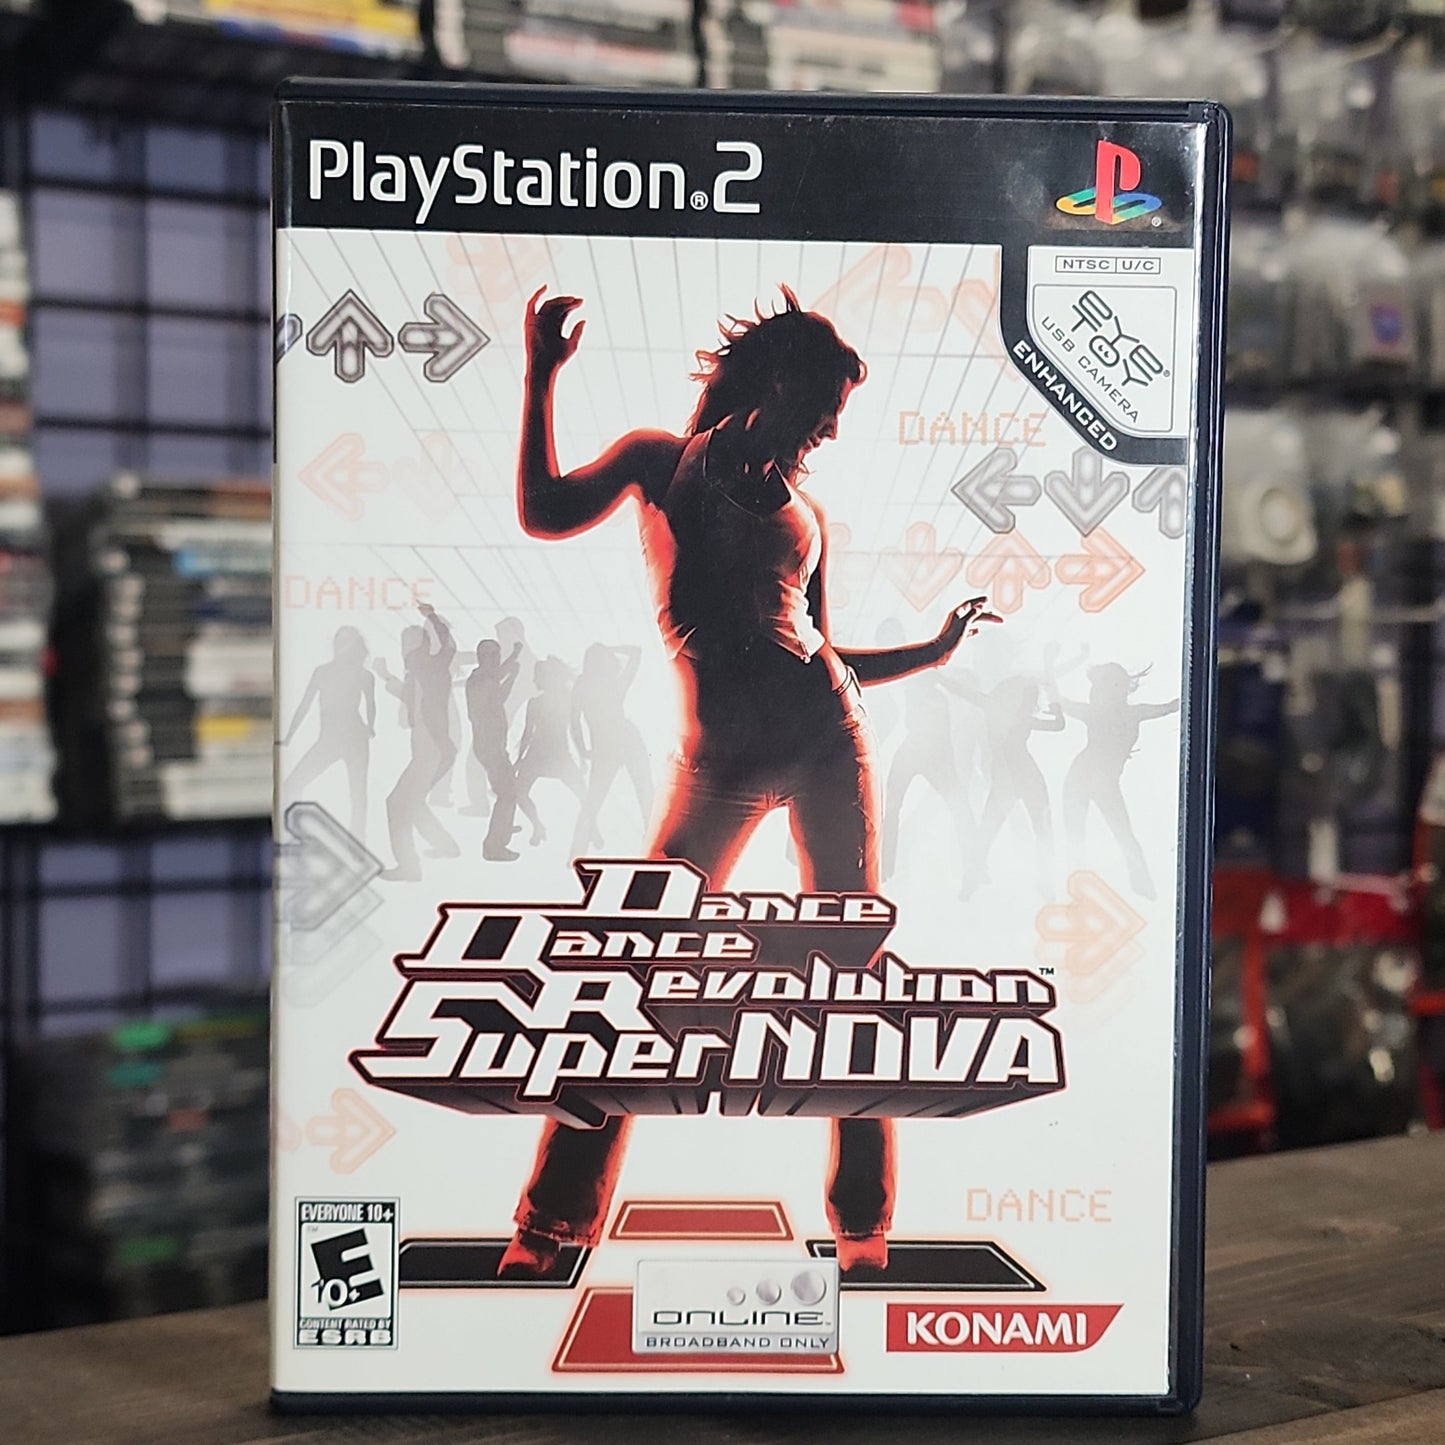 PlayStation®2
NTSC U/C
EYE TOY®
USB CAMERA
ENHANCED
DANCE
DANCE
Dance
Dance
Revolution™
SuperNOVA
DANCE
EVERYONE 10+
E
10+
CONTENT RATED BY
ESRB
ONLINE™
BROADBAND ONLY
KONAMI